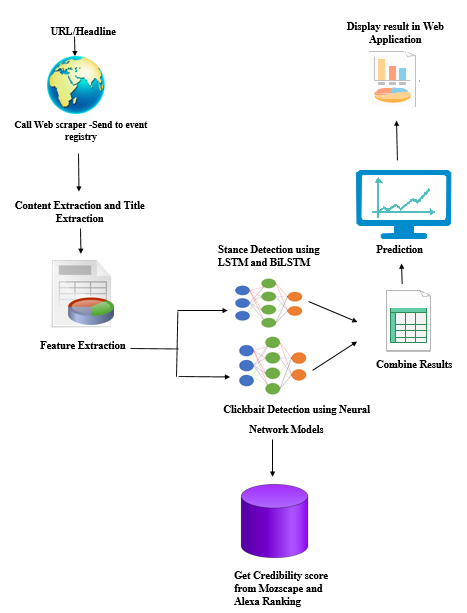 URL/Headline
Call Web scraper -Send to event
registry
Content Extraction and Title
Extraction
Feature Extraction
Stance Detection using
LSTM and BiLSTM
Clickbait Detection using Neural
Network Models
Get Credibility score
from Mozscape and
Alexa Ranking
Combine Results
Prediction
Display result in Web
Application